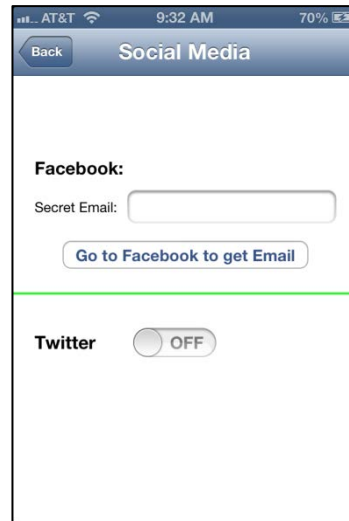 AT&T 9:32 AM 70%
Back Social Media
Facebook:
Secret Email:
Go to Facebook to get Email
Twitter OFF